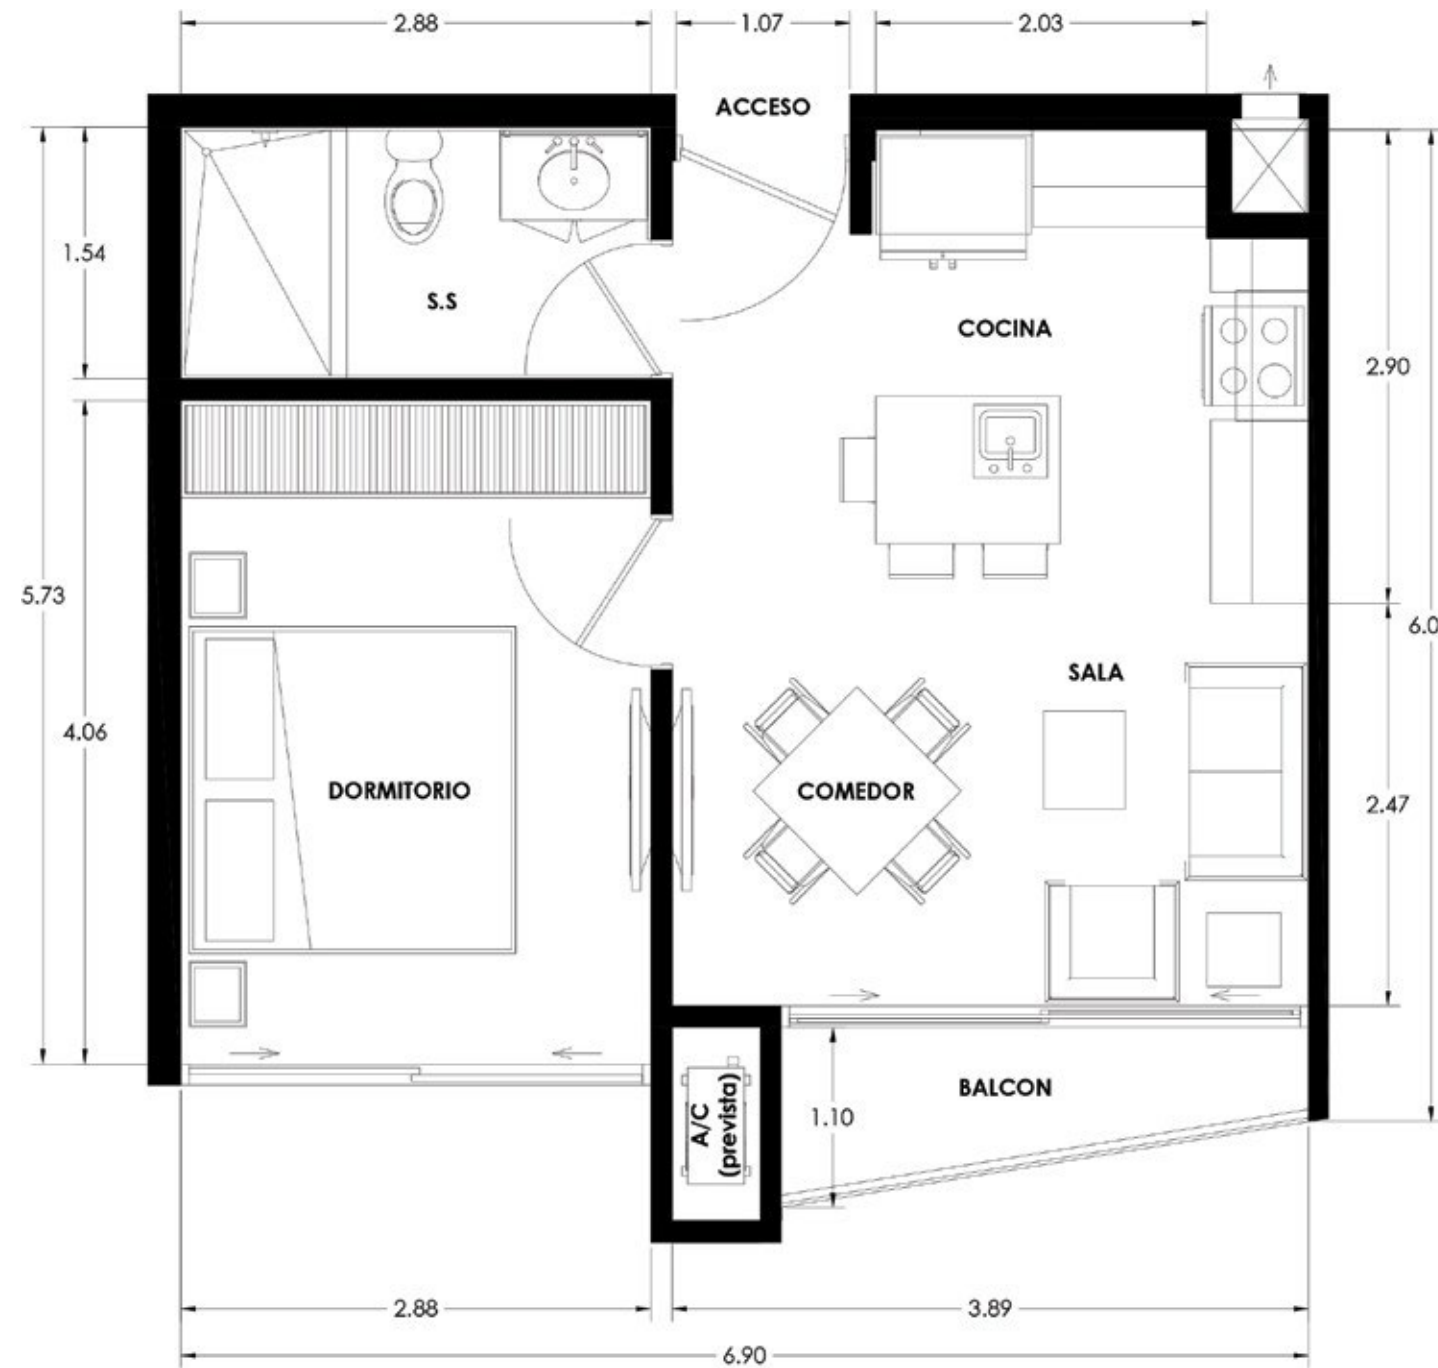 2.88
1.07
2.03
ACCESO
1.54
S.S
COCINA
2.90
5.73
6.0
SALA
4.06
DORMITORIO
COMEDOR
2.47
A/C
(prevista)
BALCON
1.10
2.88
3.89
6.90